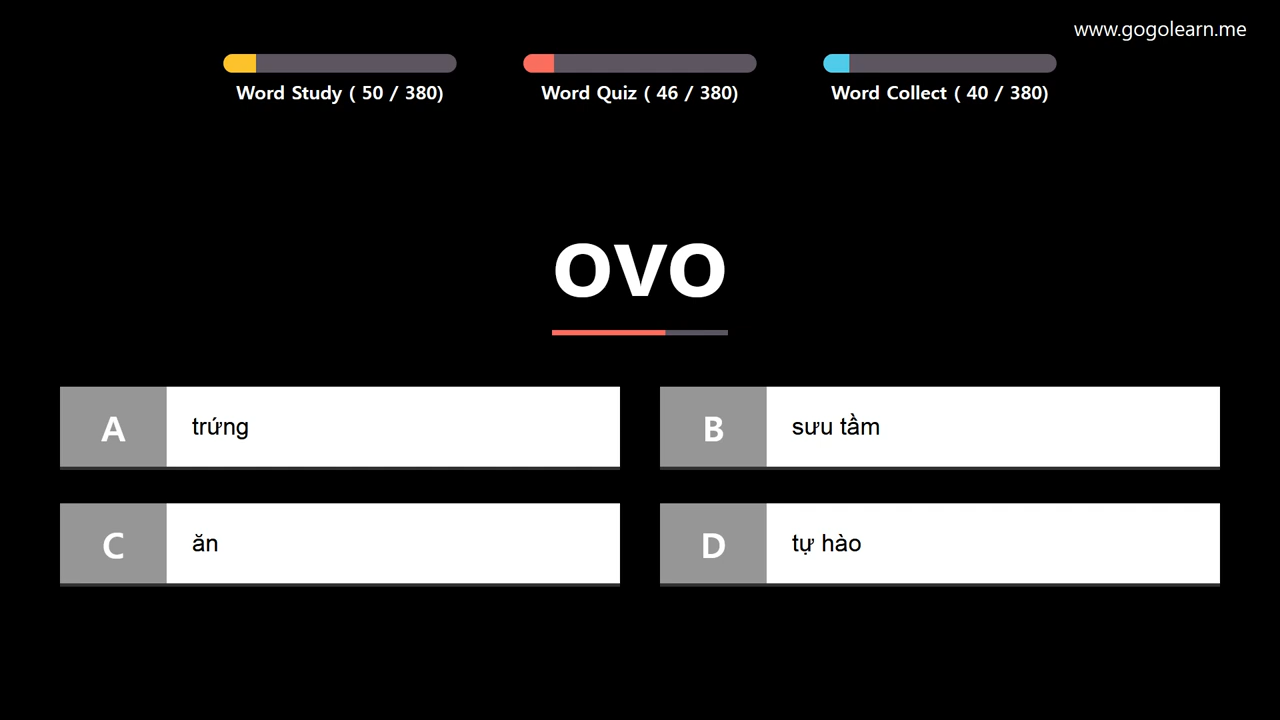 www.gogolearn.me
Word Study ( 50 / 380)
Word Quiz ( 46 / 380)
Word Collect ( 40 / 380)
ovo
A trứng
B sưu tầm
C ăn
D tự hào